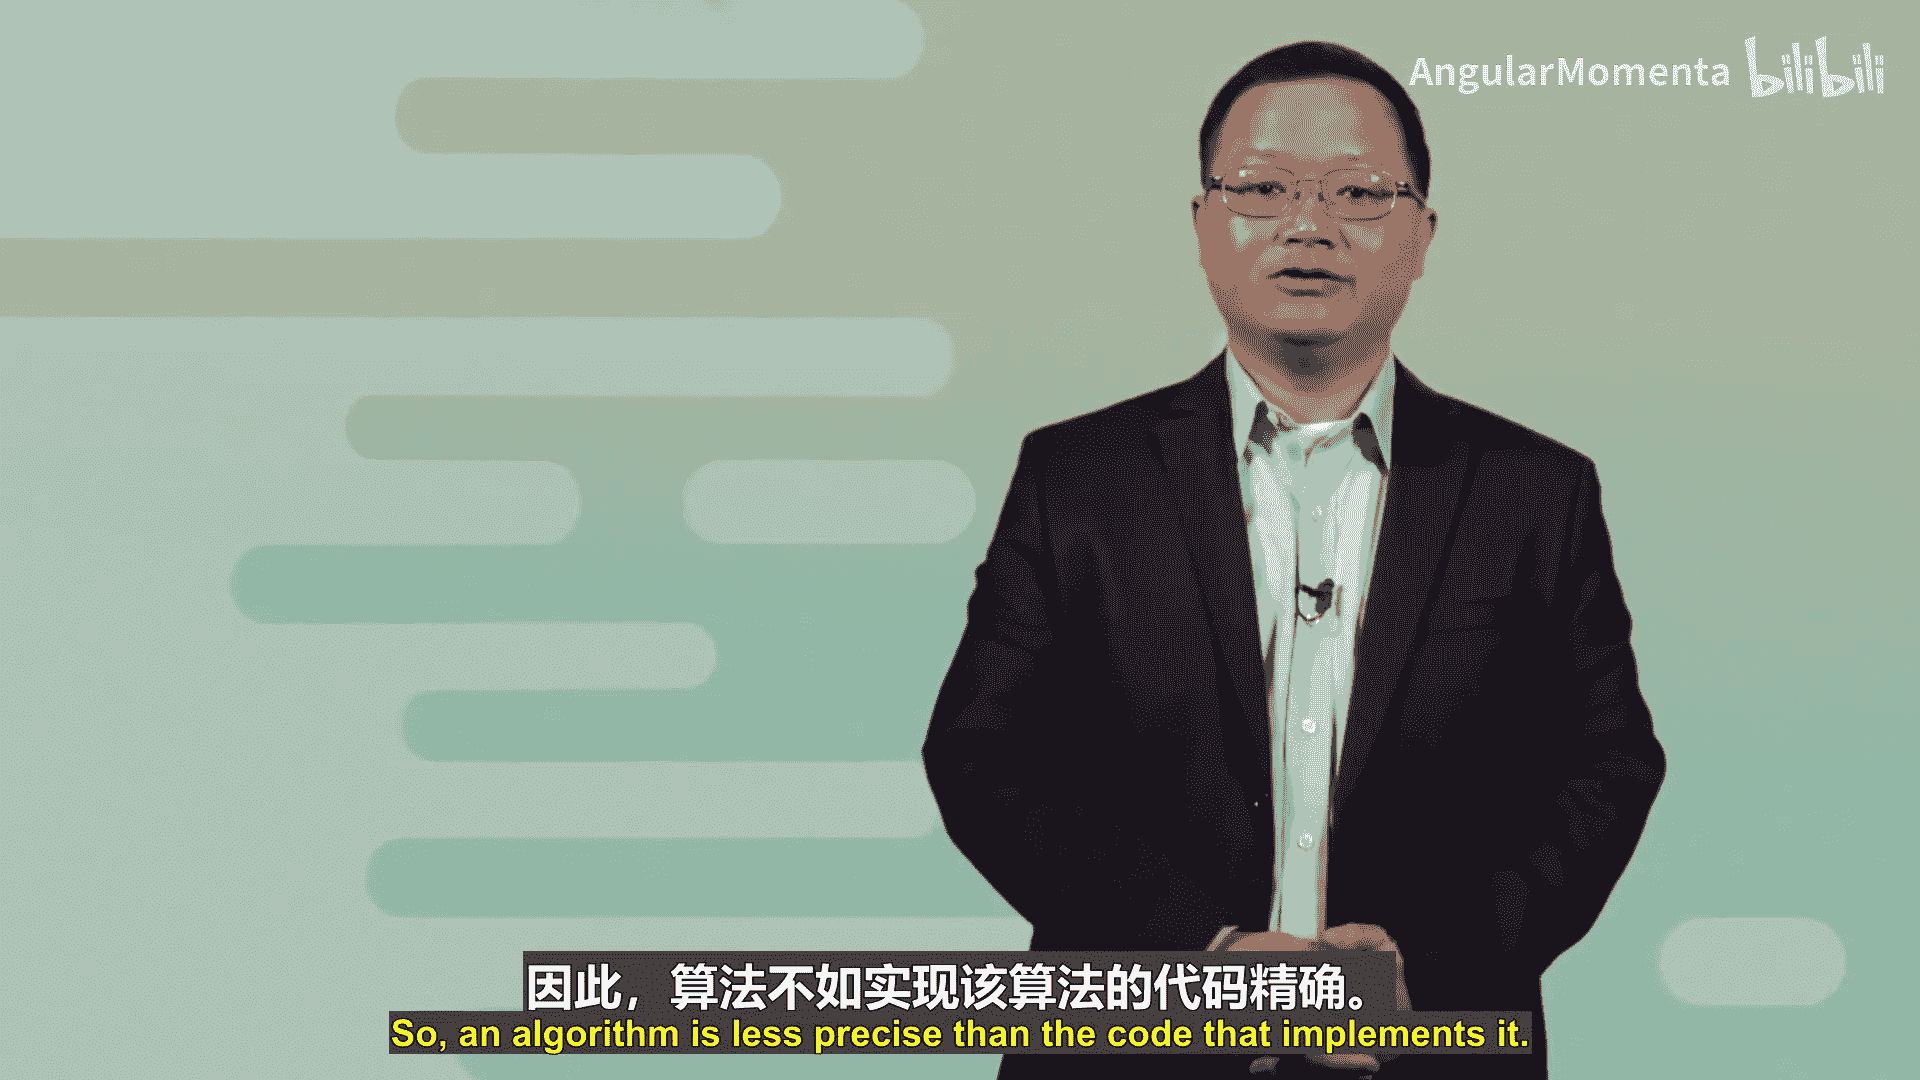 AngularMomenta bilibili
因此，算法不如实现该算法的代码精确。
So, an algorithm is less precise than the code that implements it.